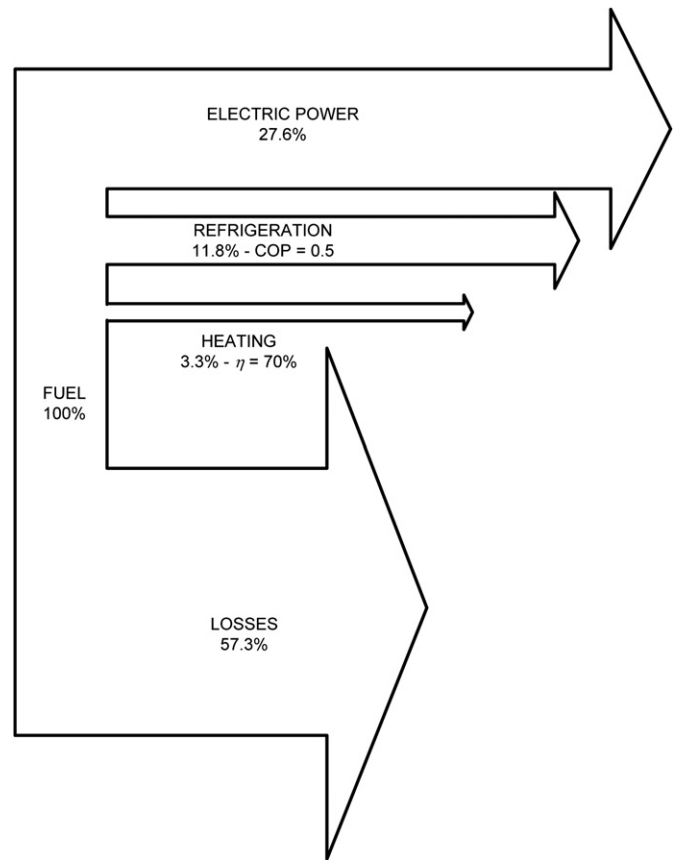 ELECTRIC POWER
27.6%
REFRIGERATION
11.8% - COP = 0.5
HEATING
3.3% - η = 70%
FUEL
100%
LOSSES
57.3%